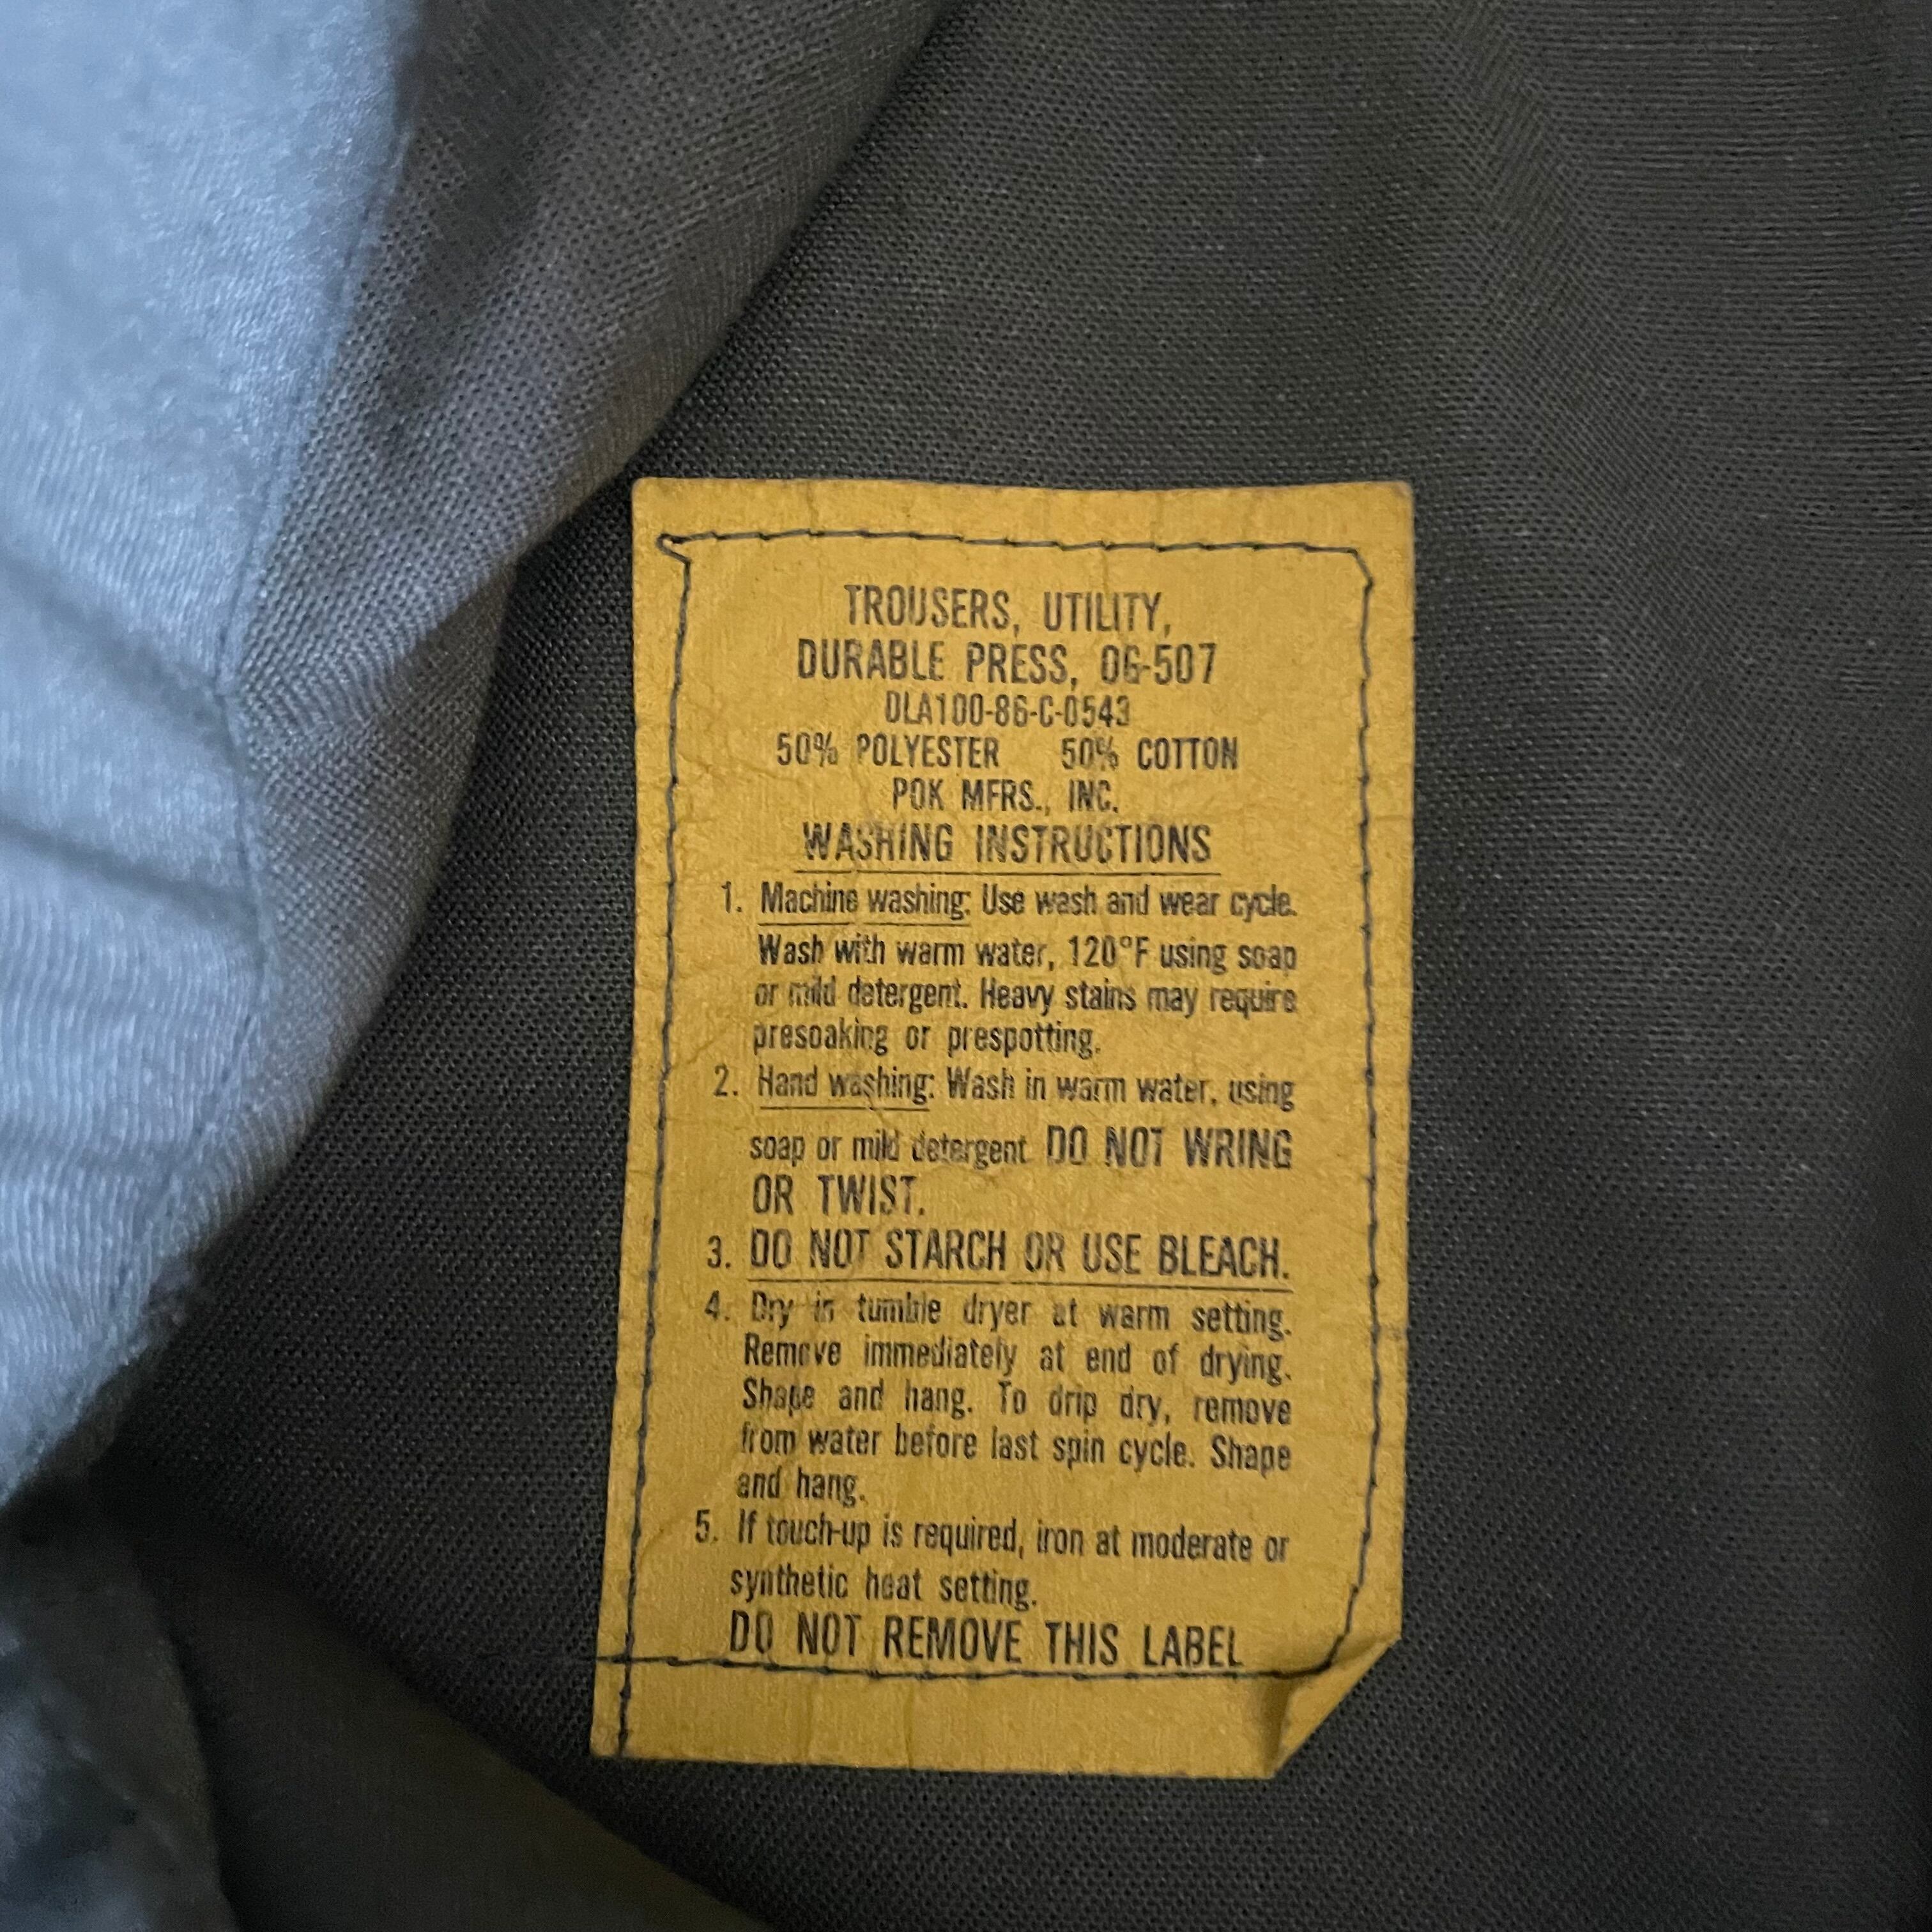 TROUSERS, UTILITY,
DURABLE PRESS, OG-507
DLA100-86-C-0543
50% POLYESTER 50% COTTON
POK MFRS., INC.
WASHING INSTRUCTIONS
1. Machine washing: Use wash and wear cycle.
Wash with warm water, 120°F using soap
or mild detergent. Heavy stains may require
presoaking or prespotting.
2. Hand washing: Wash in warm water, using
soap or mild detergent DO NOT WRING
OR TWIST.
3. DO NOT STARCH OR USE BLEACH.
4. Dry in tumble dryer at warm setting.
Remove immediately at end of drying.
Shape and hang. To drip dry, remove
from water before last spin cycle. Shape
and hang.
5. If touch-up is required, iron at moderate or
synthetic heat setting.
DO NOT REMOVE THIS LABEL